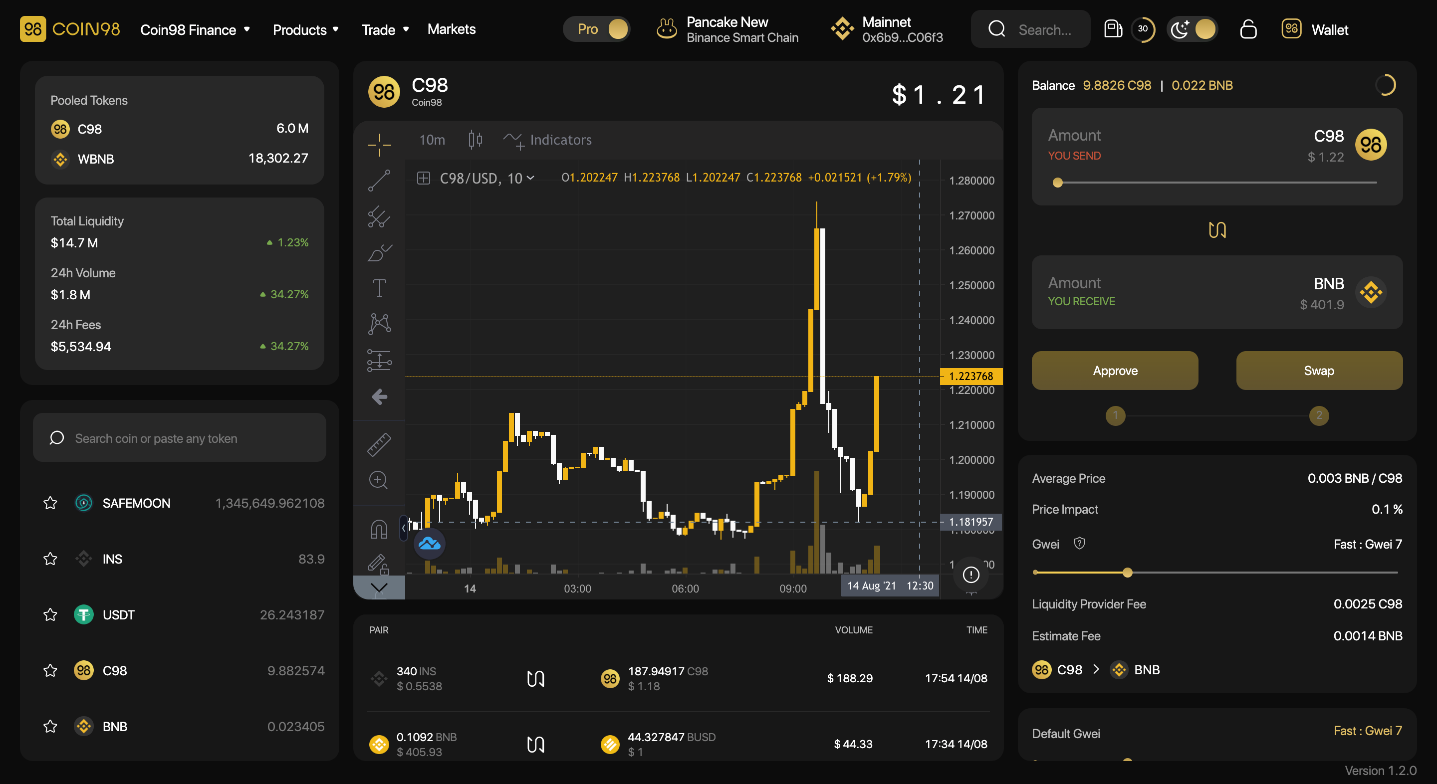 98 COIN98
Coin98 Finance
Products
Trade
Markets
Pro
Pancake New
Binance Smart Chain
Mainnet
0x6b9...C06f3
Search...
30
98
Wallet
Pooled Tokens
98 C98 6.0 M
WBNB 18,302.27
Total Liquidity
$14.7 M 1.23%
24h Volume
$1.8 M 34.27%
24h Fees
$5,534.94 34.27%
Search coin or paste any token
SAFEMOON 1,345,649.962108
INS 83.9
USDT 26.243187
98 C98 9.882574
BNB 0.023405
98 C98
Coin98
$1.21
10m Indicators
C98/USD, 10 O1.202247 H1.223768 L1.202247 C1.223768 +0.021521 (+1.79%)
1.280000
1.270000
1.260000
1.250000
1.240000
1.230000
1.223768
1.220000
1.210000
1.200000
1.190000
1.181957
14 03:00 06:00 09:00 14 Aug '21 12:30
PAIR VOLUME TIME
340 INS
$ 0.5538
98 187.94917 C98
$ 1.18
$ 188.29 17:54 14/08
0.1092 BNB
$ 405.93
44.327847 BUSD
$ 1
$ 44.33 17:34 14/08
Balance 9.8826 C98 | 0.022 BNB
Amount
YOU SEND
C98 98
$ 1.22
Amount
YOU RECEIVE
BNB
$ 401.9
Approve
Swap
1 2
Average Price 0.003 BNB / C98
Price Impact 0.1 %
Gwei Fast : Gwei 7
Liquidity Provider Fee 0.0025 C98
Estimate Fee 0.0014 BNB
98 C98 > BNB
Default Gwei Fast : Gwei 7
Version 1.2.0